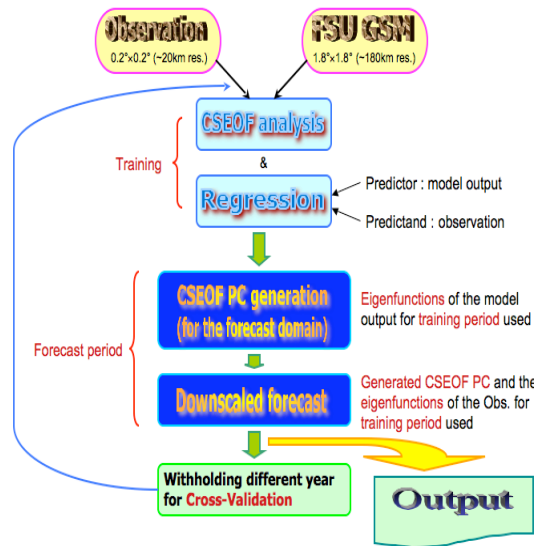 Observation
0.2°×0.2° (~20km res.)
FSU GSM
1.8°×1.8° (~180km res.)
CSEOF analysis
Training
&
Regression
Predictor : model output
Predictand : observation
CSEOF PC generation
(for the forecast domain)
Eigenfunctions of the model
output for training period used
Forecast period
Downscaled forecast
Generated CSEOF PC and the
eigenfunctions of the Obs. for
training period used
Withholding different year
for Cross-Validation
Output